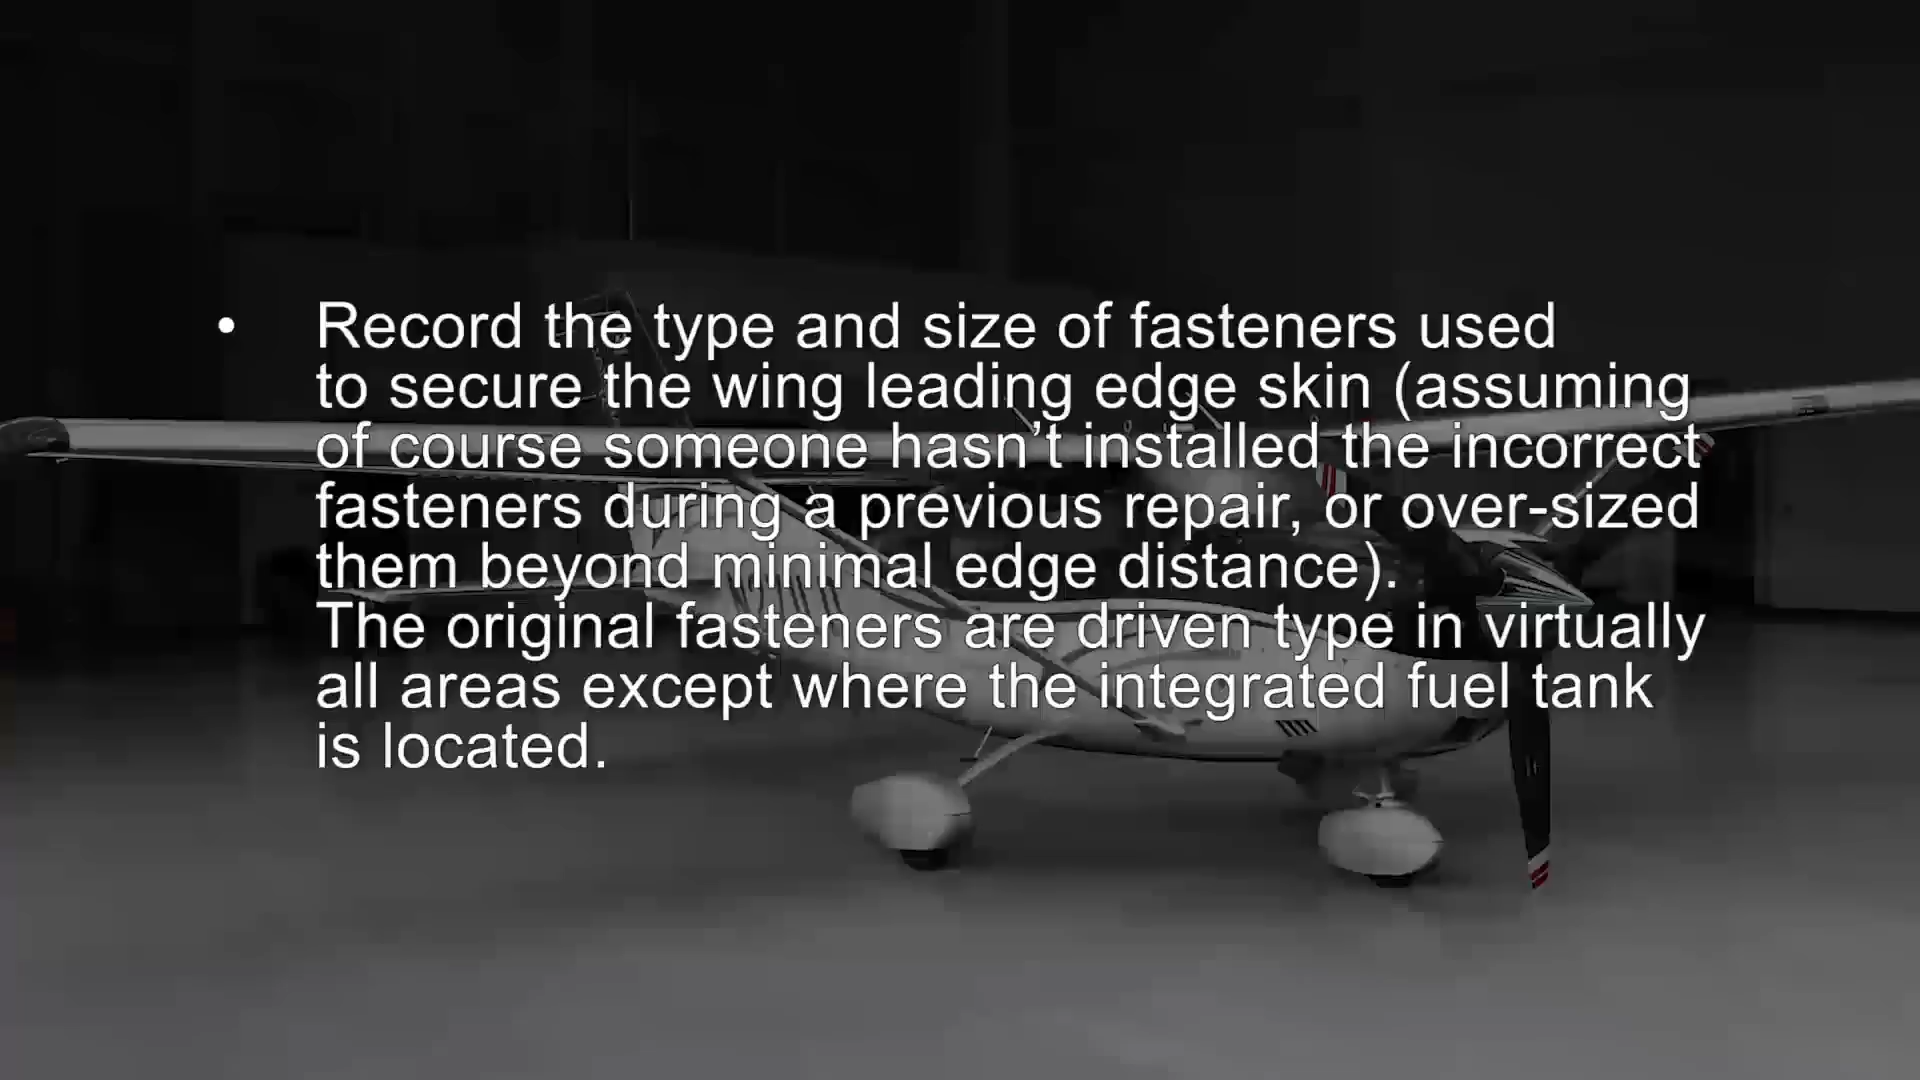 • Record the type and size of fasteners used
to secure the wing leading edge skin (assuming
of course someone hasn’t installed the incorrect
fasteners during a previous repair, or over-sized
them beyond minimal edge distance).
The original fasteners are driven type in virtually
all areas except where the integrated fuel tank
is located.